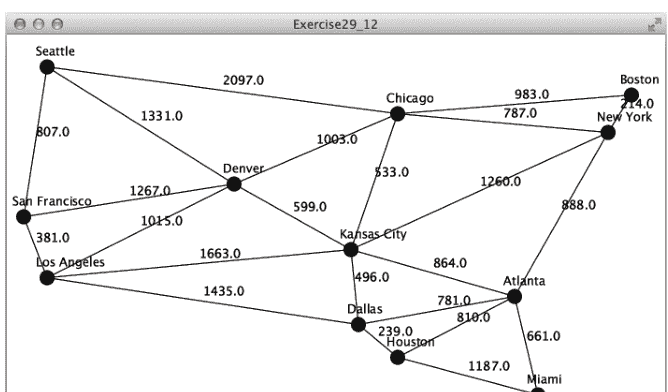 Exercise29_12
Seattle
2097.0
Boston
983.0
Chicago
214.0
787.0
New York
1331.0
807.0
1003.0
Denver
533.0
1260.0
1267.0
San Francisco
599.0
888.0
1015.0
381.0
Kansas City
1663.0
864.0
Los Angeles
496.0
Atlanta
1435.0
781.0
Dallas
810.0
239.0
661.0
Houston
1187.0
Miami